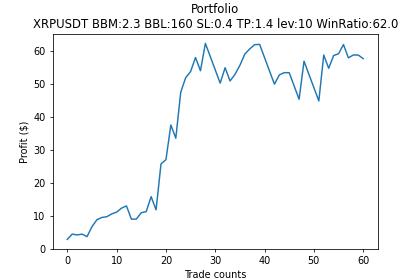 Portfolio
XRPUSDT BBM:2.3 BBL:160 SL:0.4 TP:1.4 lev:10 WinRatio:62.0
60
50
40
30
20
10
0
Profit ($)
0 10 20 30 40 50 60
Trade counts